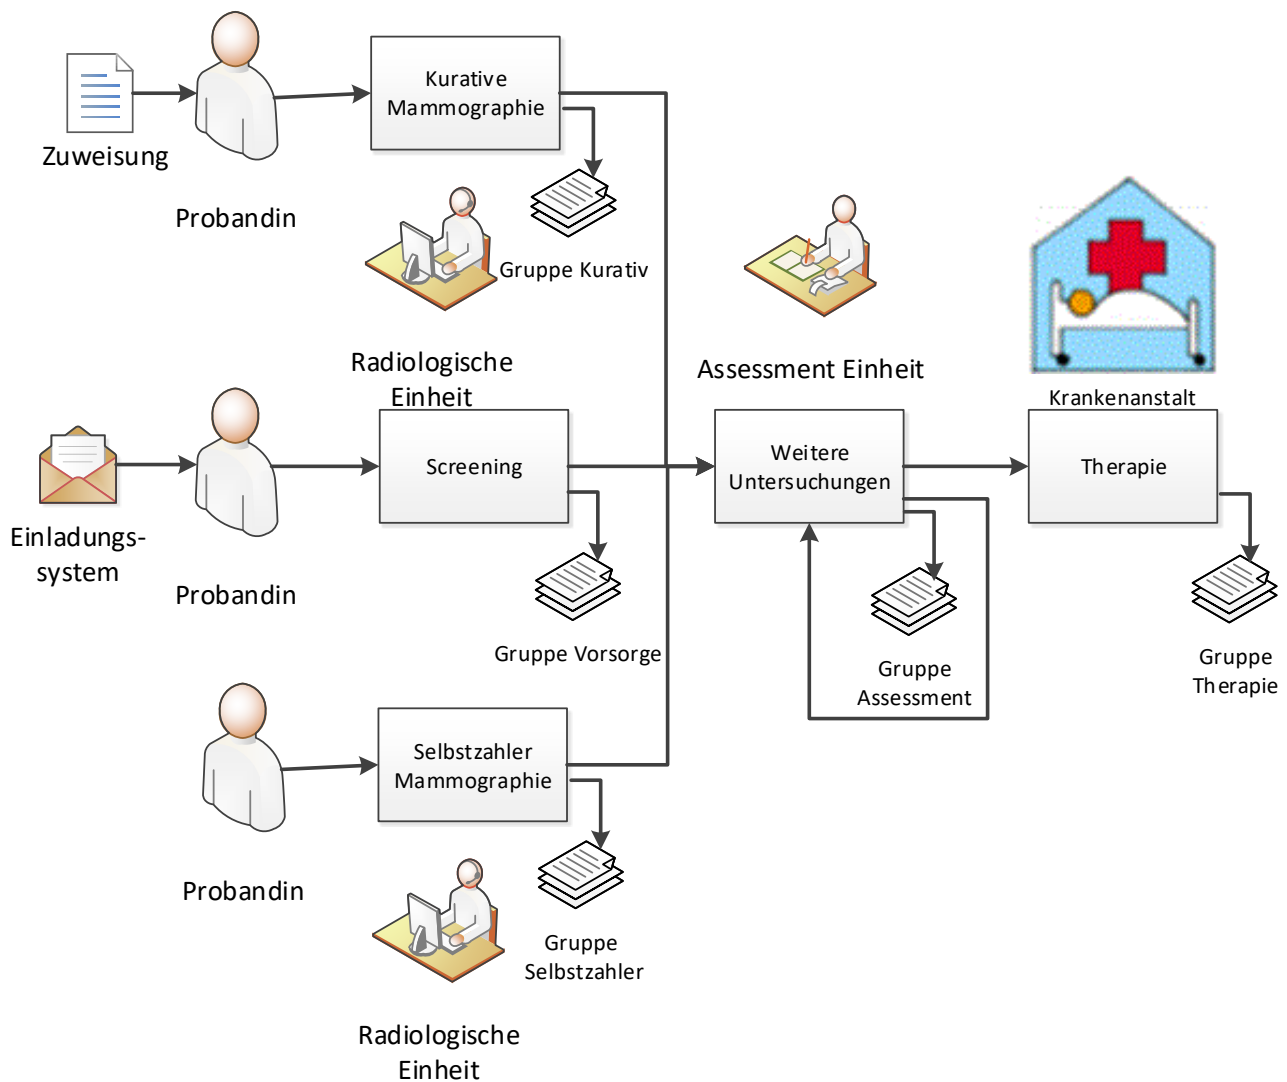 Kurative
Mammographie
Zuweisung
Probandin
Gruppe Kurativ
Radiologische
Einheit
Assessment Einheit
Krankenanstalt
Screening
Weitere
Untersuchungen
Therapie
Einladungs-
system
Probandin
Gruppe Vorsorge
Gruppe
Assessment
Gruppe
Therapie
Selbstzahler
Mammographie
Probandin
Gruppe
Selbstzahler
Radiologische
Einheit